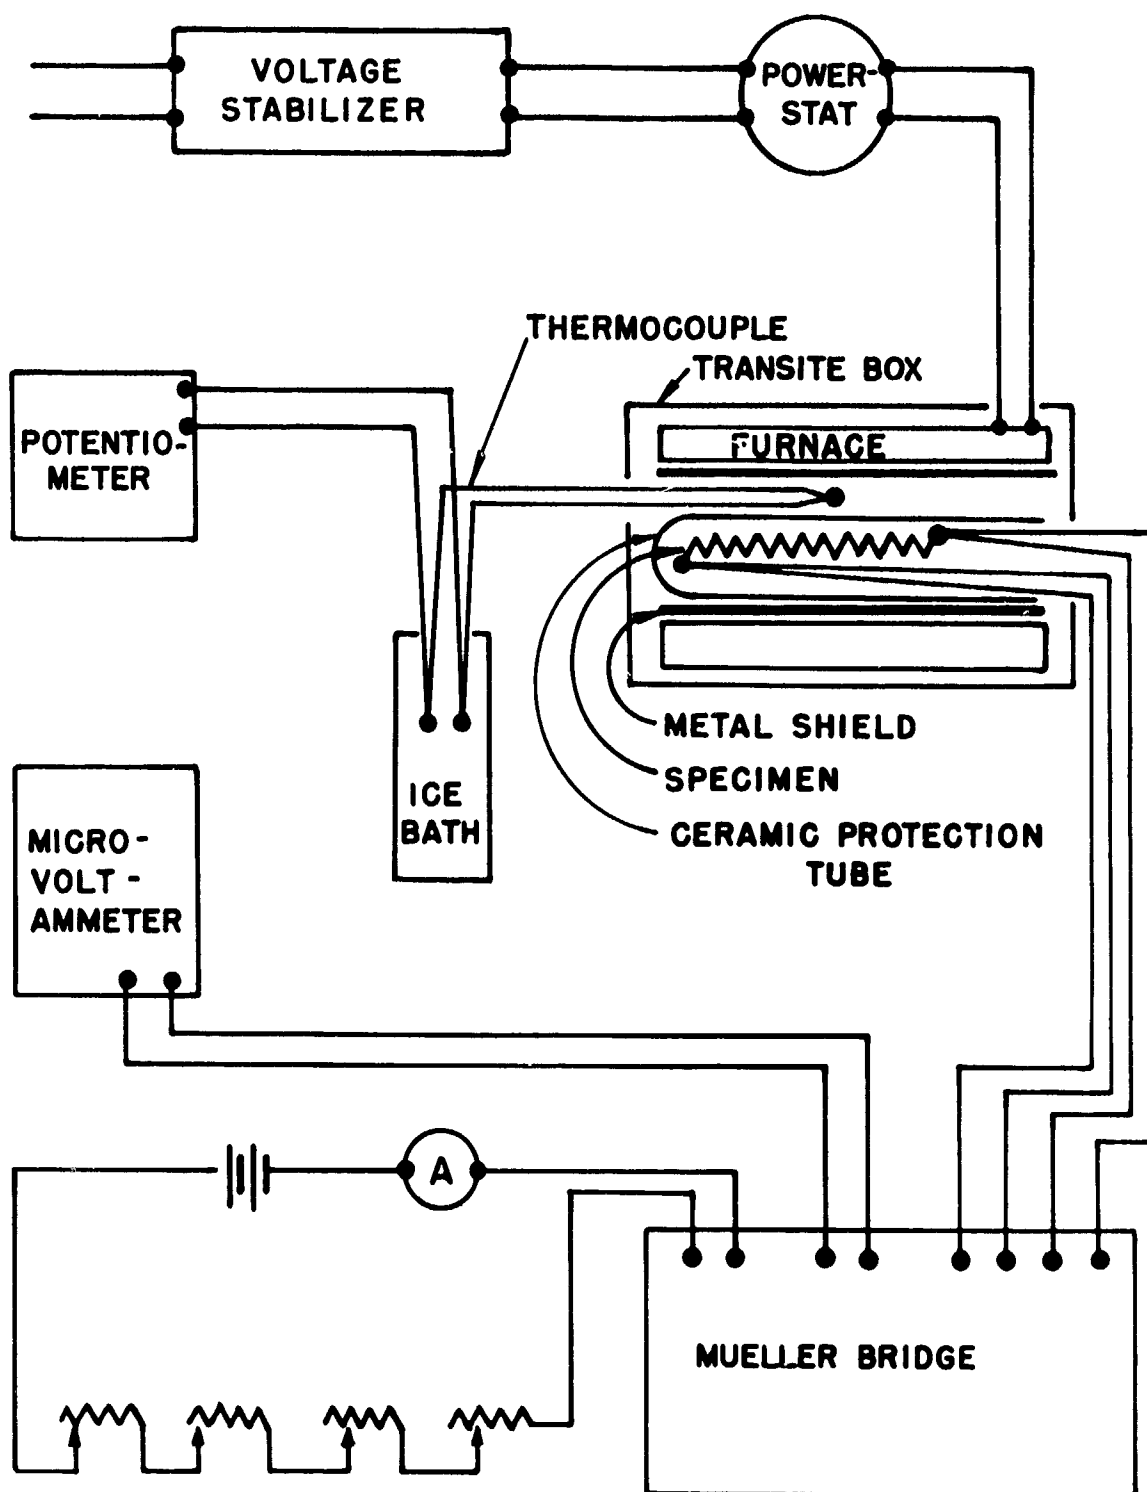 VOLTAGE
STABILIZER
POWER-
STAT
THERMOCOUPLE
TRANSITE BOX
POTENTIO-
METER
FURNACE
METAL SHIELD
SPECIMEN
CERAMIC PROTECTION
TUBE
ICE
BATH
MICRO-
VOLT-
AMMETER
A
MUELLER BRIDGE